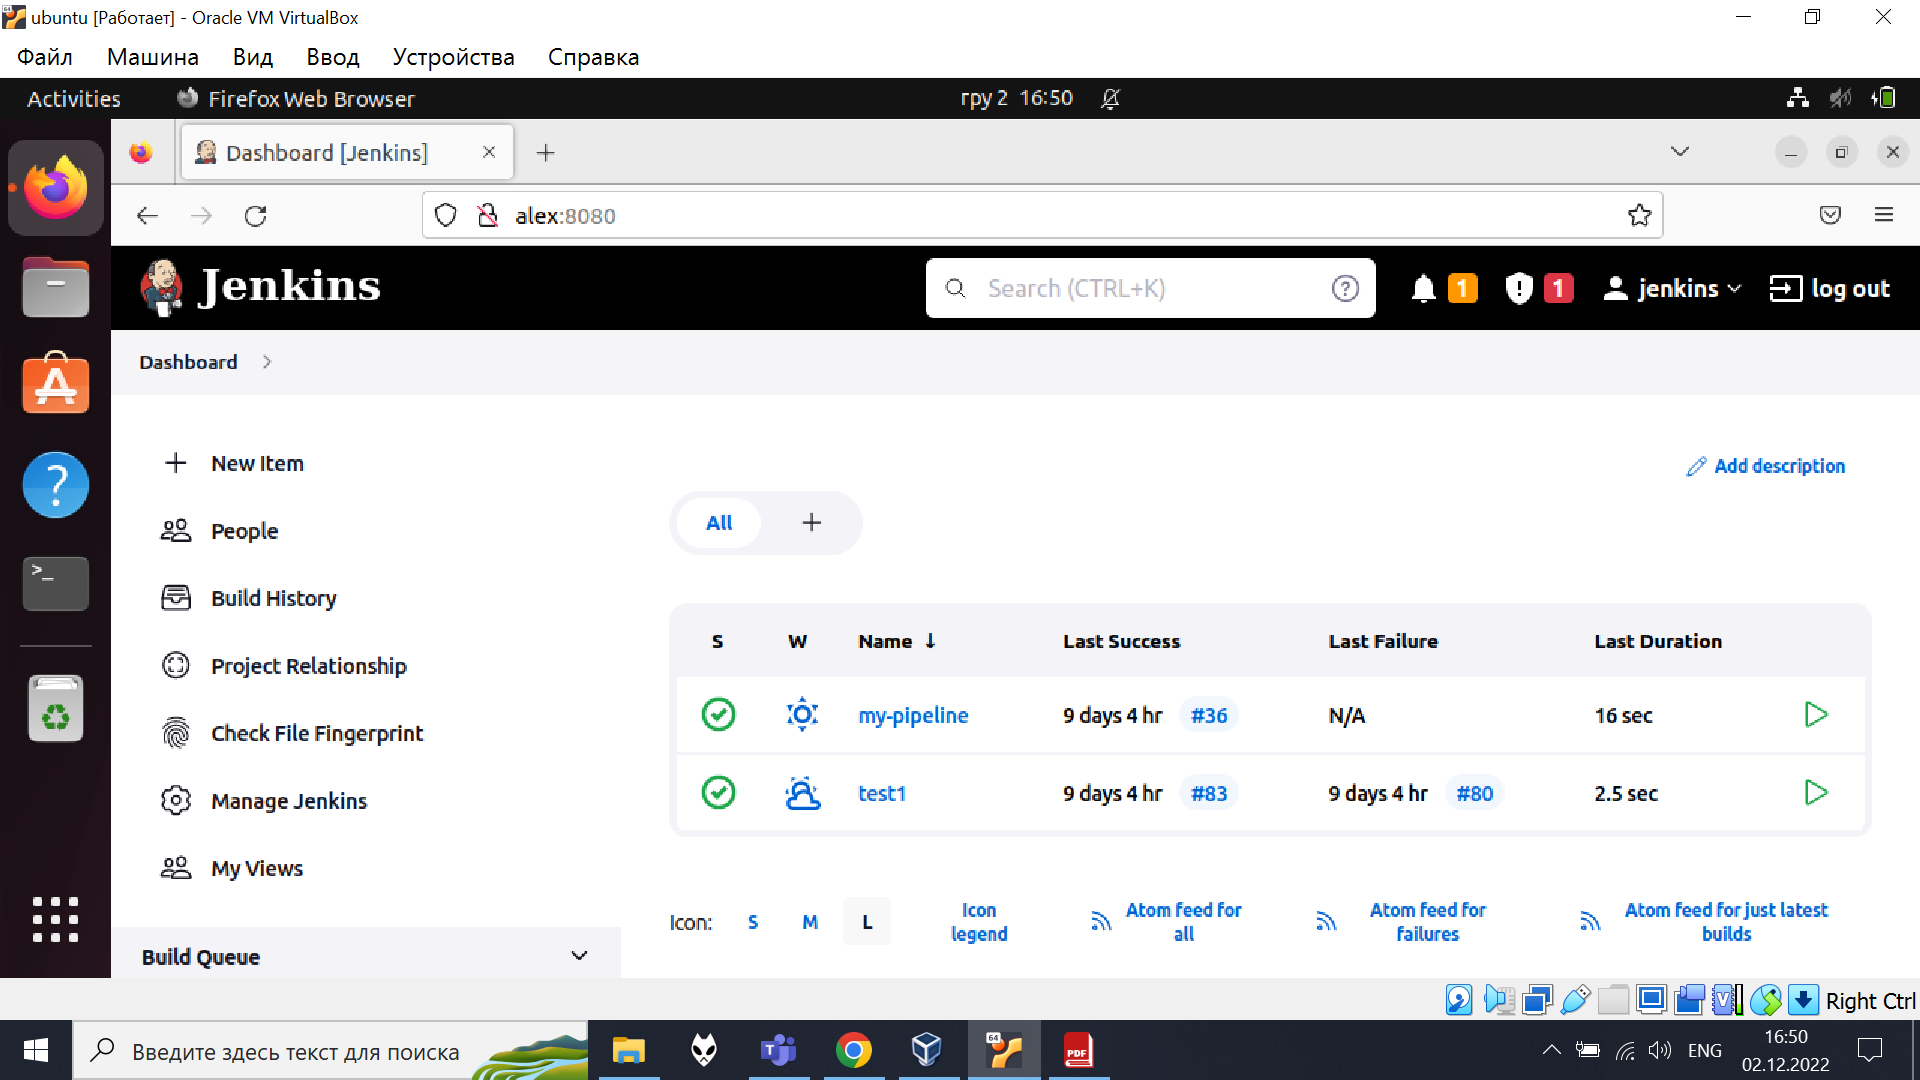 ubuntu [Работает] - Oracle VM VirtualBox
Файл Машина Вид Ввод Устройства Справка
Activities Firefox Web Browser гру 2 16:50
Dashboard [Jenkins]
alex:8080
Jenkins Search (CTRL+K) 1 1 jenkins log out
Dashboard
New Item
Add description
All +
People
Build History
Project Relationship
Check File Fingerprint
Manage Jenkins
My Views
S W Name ↓ Last Success Last Failure Last Duration
my-pipeline 9 days 4 hr #36 N/A 16 sec
test1 9 days 4 hr #83 9 days 4 hr #80 2.5 sec
Icon: S M L
Icon legend
Atom feed for all
Atom feed for failures
Atom feed for just latest builds
Build Queue
Right Ctrl
Введите здесь текст для поиска
64
PDF
ENG
16:50
02.12.2022